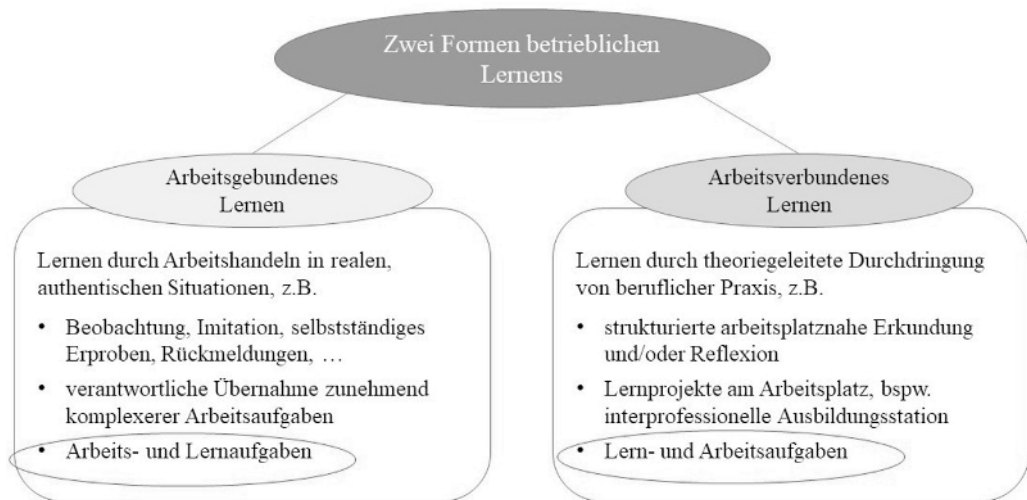 Zwei Formen betrieblichen
Lernens
Arbeitsgebundenes
Lernen
Lernen durch Arbeitshandeln in realen,
authentischen Situationen, z.B.
• Beobachtung, Imitation, selbstständiges
Erproben, Rückmeldungen, …
• verantwortliche Übernahme zunehmend
komplexerer Arbeitsaufgaben
• Arbeits- und Lernaufgaben
Arbeitsverbundenes
Lernen
Lernen durch theoriegeleitete Durchdringung
von beruflicher Praxis, z.B.
• strukturierte arbeitsplatznahe Erkundung
und/oder Reflexion
• Lernprojekte am Arbeitsplatz, bspw.
interprofessionelle Ausbildungsstation
• Lern- und Arbeitsaufgaben